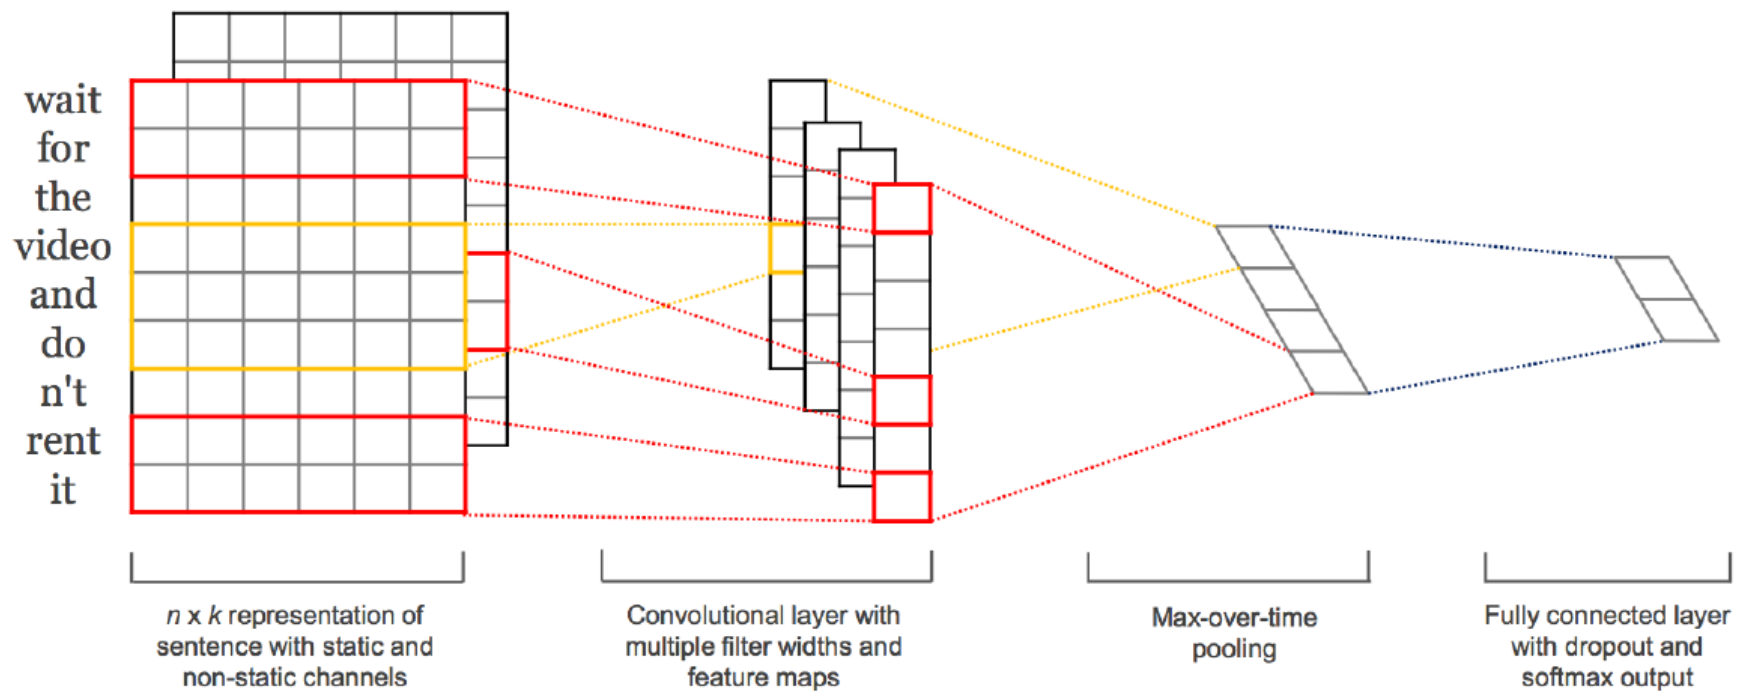 wait
for
the
video
and
do
n't
rent
it
n x k representation of
sentence with static and
non-static channels
Convolutional layer with
multiple filter widths and
feature maps
Max-over-time
pooling
Fully connected layer
with dropout and
softmax output